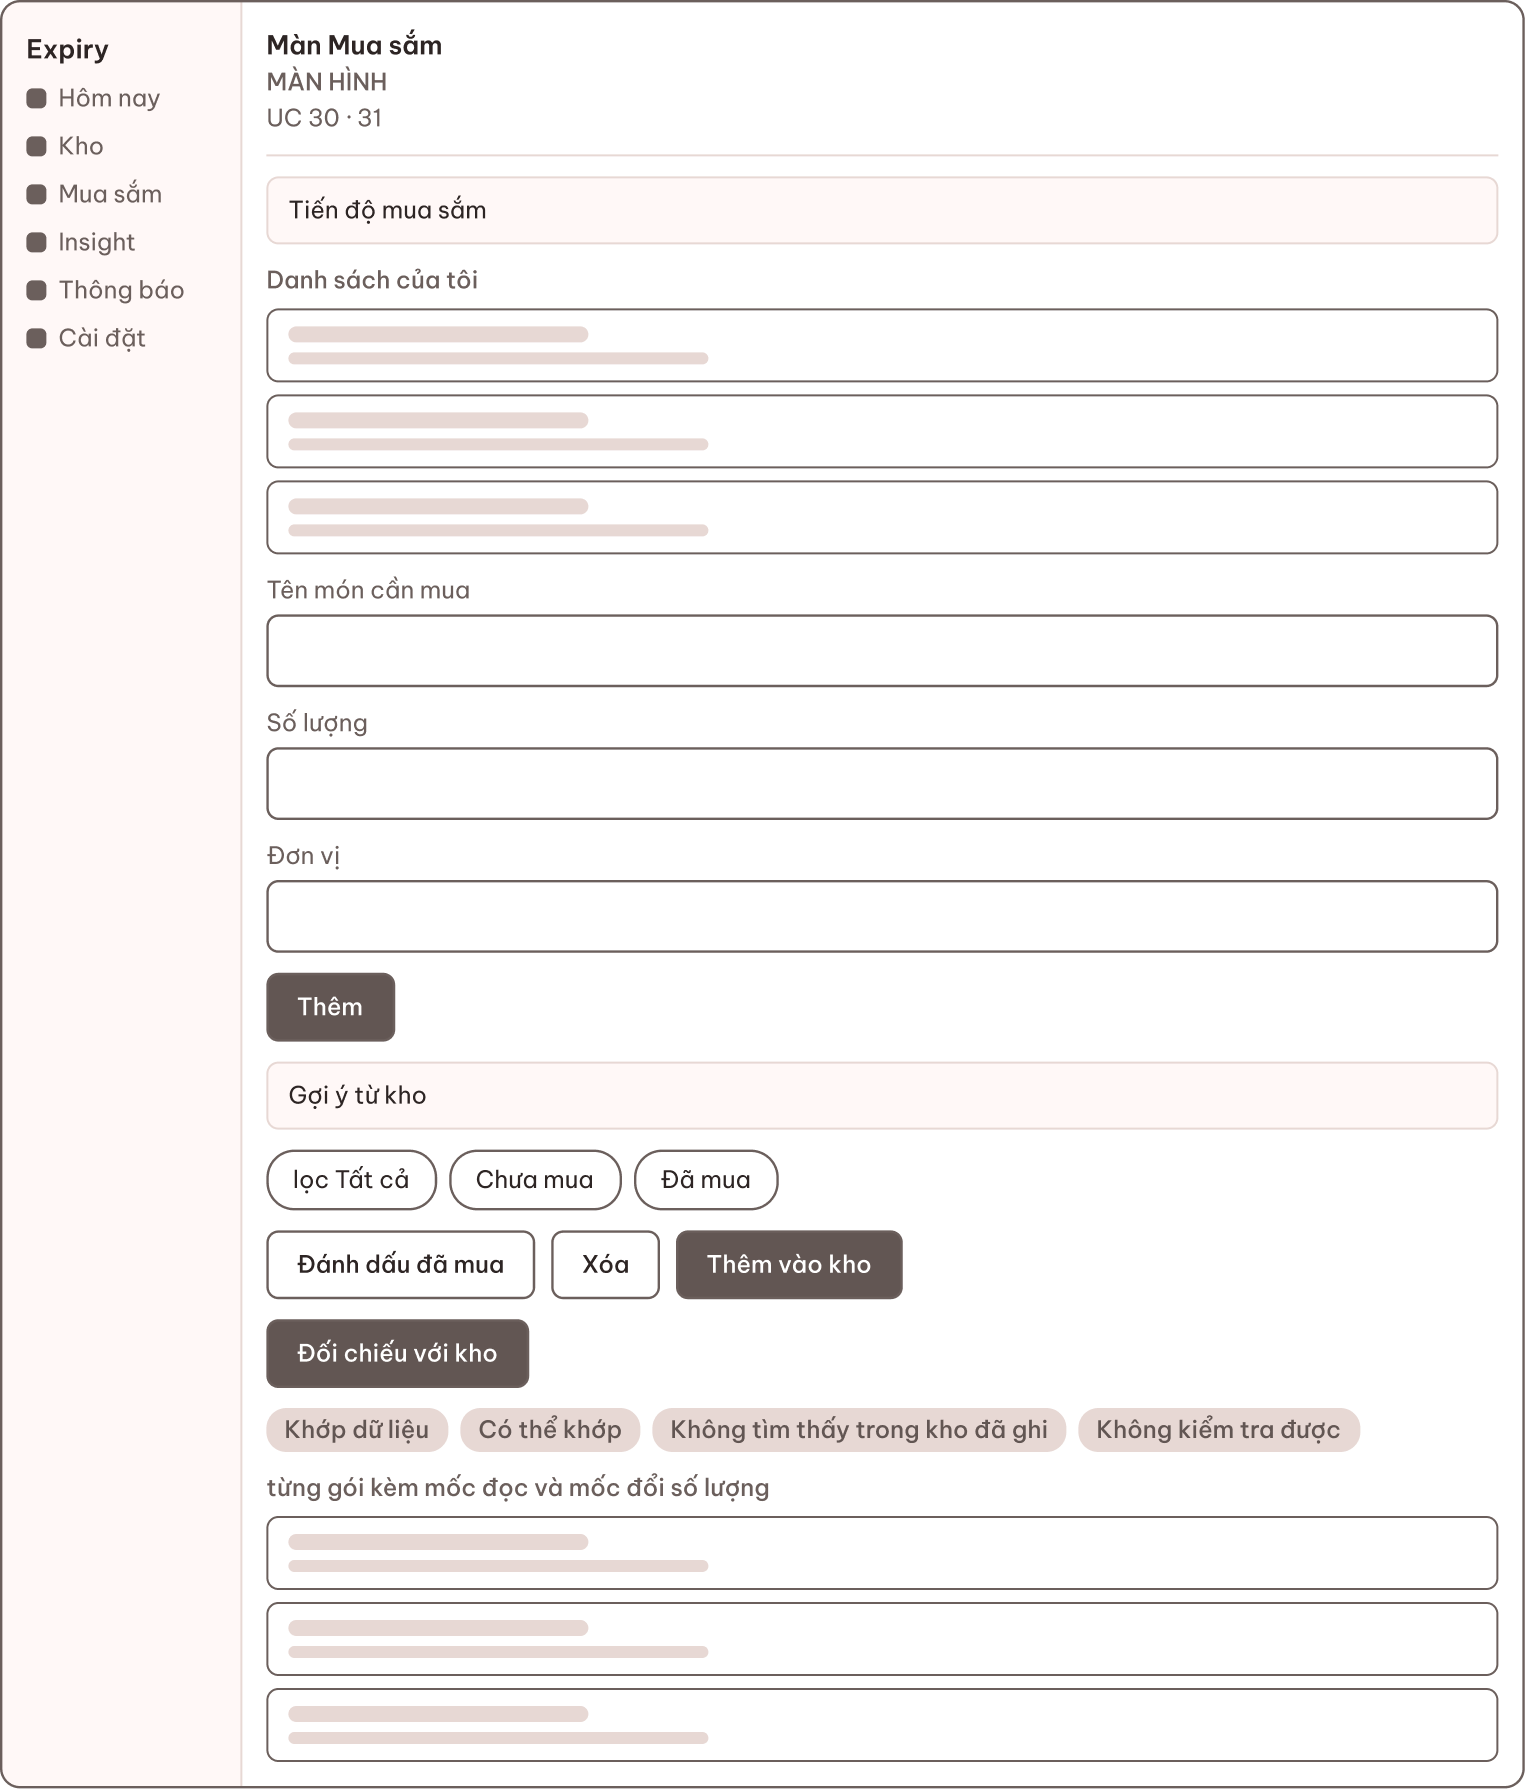 Expiry
Hôm nay
Kho
Mua sắm
Insight
Thông báo
Cài đặt
Màn Mua sắm
MÀN HÌNH
UC 30 · 31
Tiến độ mua sắm
Danh sách của tôi
Tên món cần mua
Số lượng
Đơn vị
Thêm
Gợi ý từ kho
lọc Tất cả
Chưa mua
Đã mua
Đánh dấu đã mua
Xóa
Thêm vào kho
Đối chiếu với kho
Khớp dữ liệu
Có thể khớp
Không tìm thấy trong kho đã ghi
Không kiểm tra được
từng gói kèm mốc đọc và mốc đổi số lượng